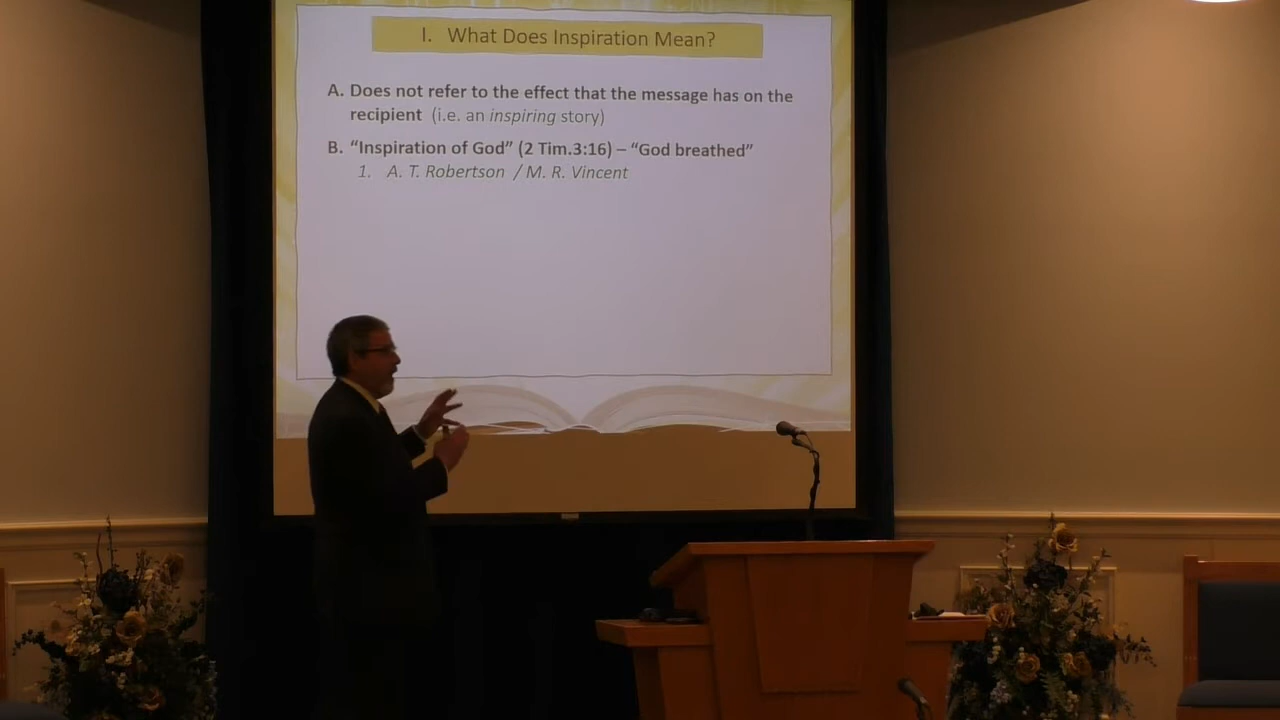 I. What Does Inspiration Mean?
A. Does not refer to the effect that the message has on the
recipient (i.e. an inspiring story)
B. “Inspiration of God” (2 Tim.3:16) – “God breathed”
1. A. T. Robertson / M. R. Vincent